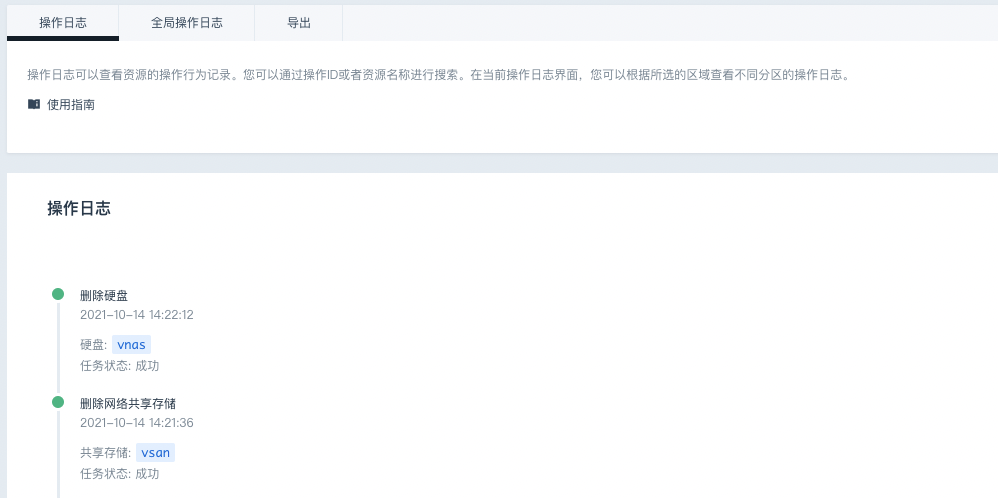 操作日志 全局操作日志 导出
操作日志可以查看资源的操作行为记录。您可以通过操作ID或者资源名称进行搜索。在当前操作日志界面，您可以根据所选的区域查看不同分区的操作日志。
使用指南
操作日志
删除硬盘
2021-10-14 14:22:12
硬盘: vnas
任务状态: 成功
删除网络共享存储
2021-10-14 14:21:36
共享存储: vsan
任务状态: 成功